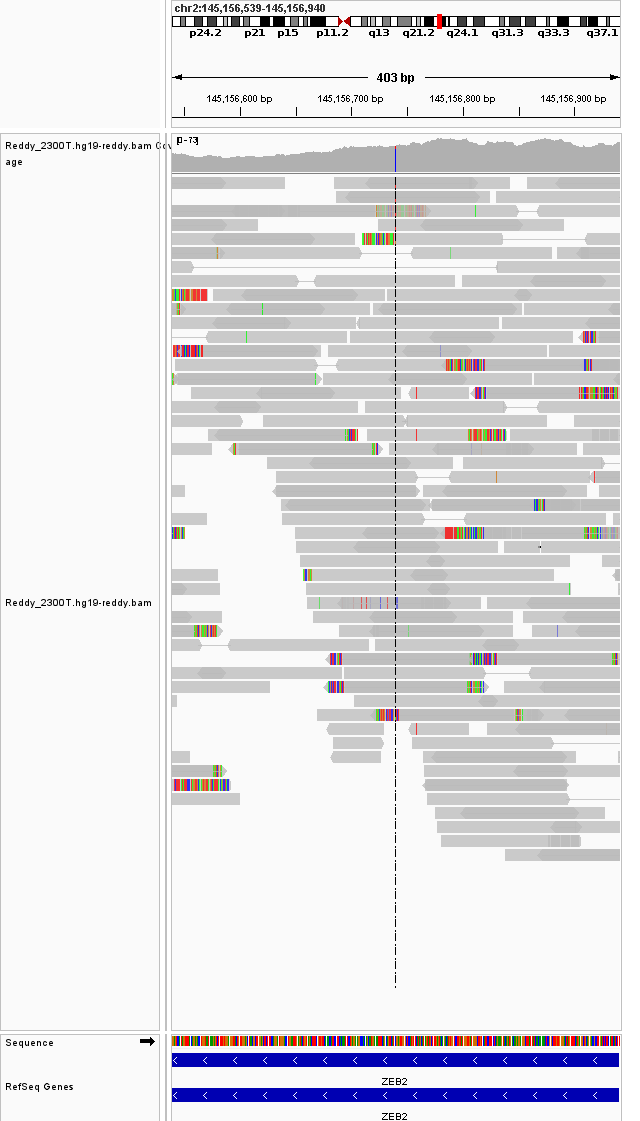 chr2:145,156,539-145,156,940
p24.2 p21 p15 p11.2 q13 q21.2 q24.1 q31.3 q33.3 q37.1
403 bp
145,156,600 bp 145,156,700 bp 145,156,800 bp 145,156,900 bp
Reddy_2300T.hg19-reddy.bam Cov
age
[0-73]
Reddy_2300T.hg19-reddy.bam
Sequence
ZEB2
RefSeq Genes
ZEB2